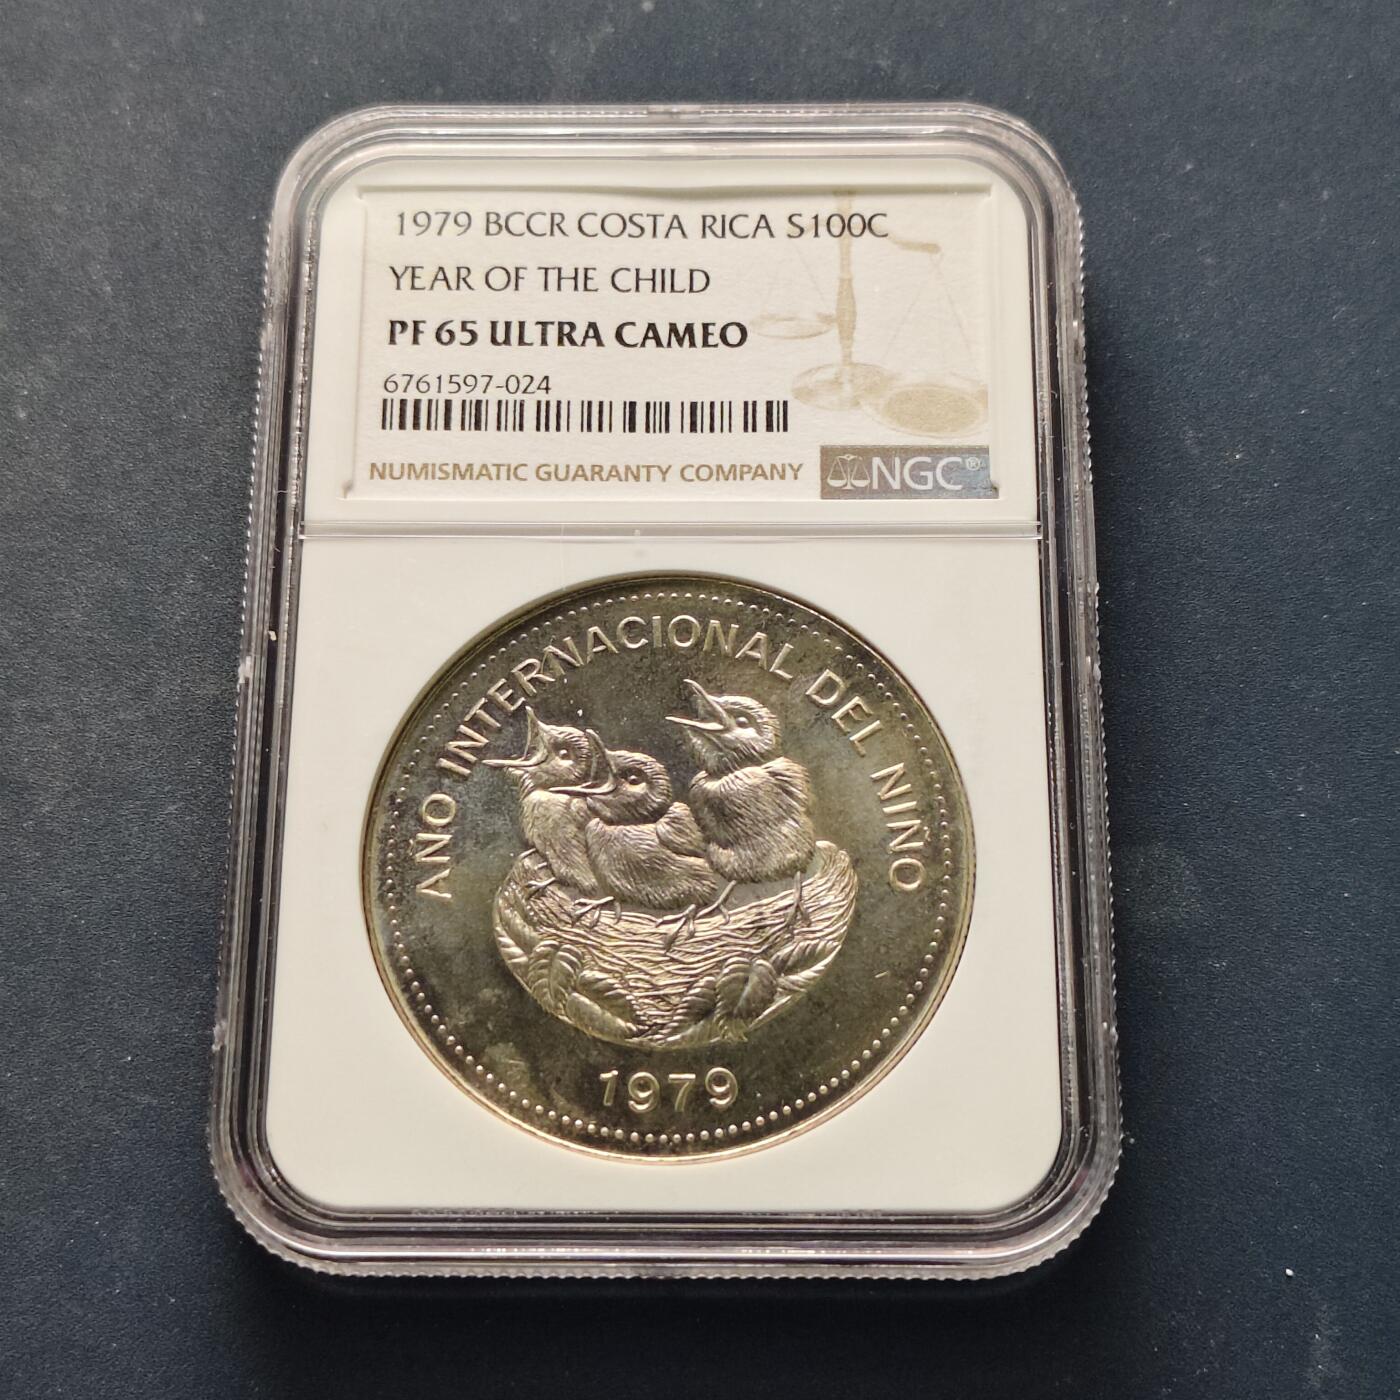 1979 BCCR COSTA RICA S100C
YEAR OF THE CHILD
PF 65 ULTRA CAMEO
6761597-024
NUMISMATIC GUARANTY COMPANY
NGC®
AÑO INTERNACIONAL DEL NIÑO
1979